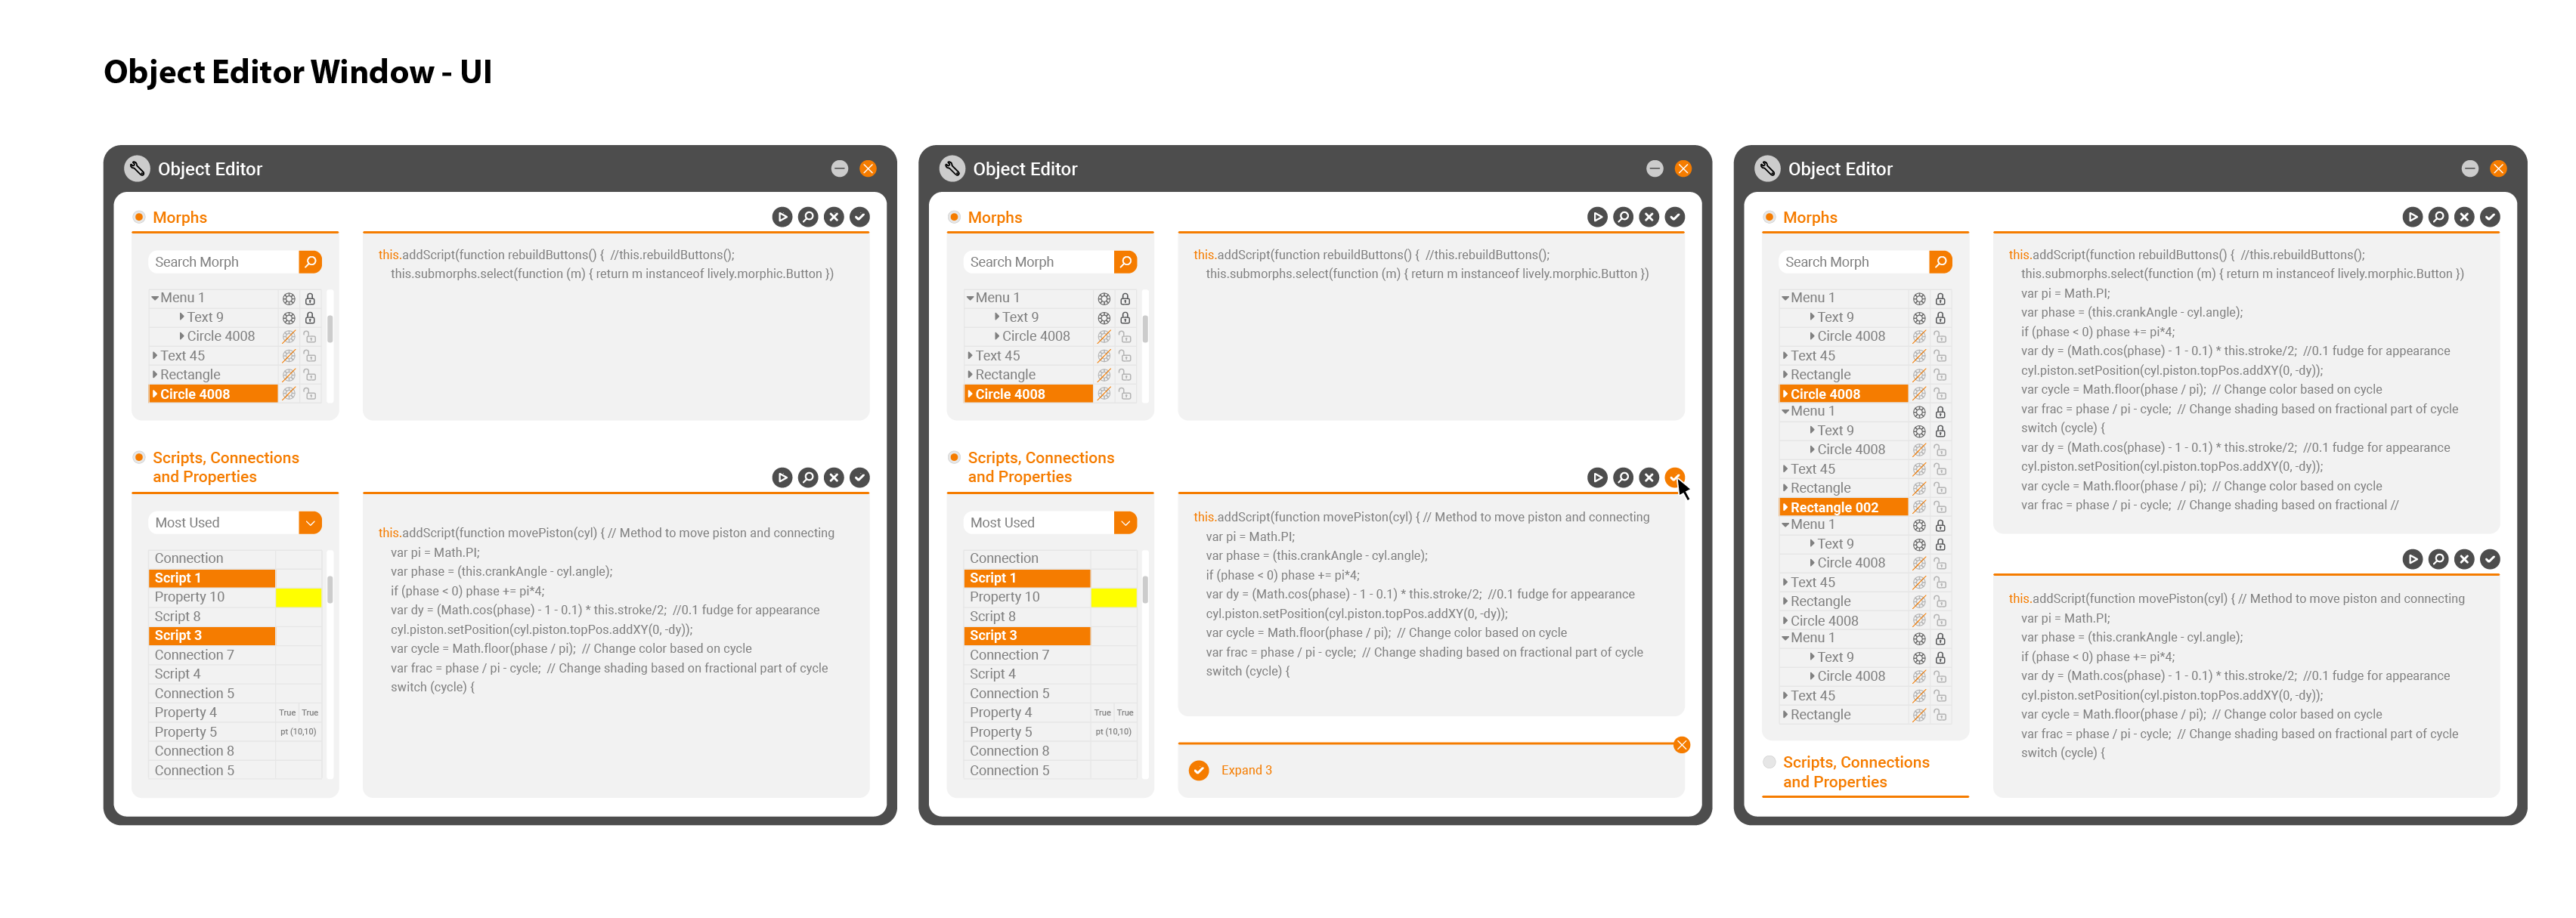 Object Editor Window - UI
Object Editor
Morphs
Search Morph
Menu 1
Text 9
Circle 4008
Text 45
Rectangle
Circle 4008
this.addScript(function rebuildButtons() {  //this.rebuildButtons();
this.submorphs.select(function (m) { return m instanceof lively.morphic.Button })
Scripts, Connections
and Properties
Most Used
Connection
Script 1
Property 10
Script 8
Script 3
Connection 7
Script 4
Connection 5
Property 4 True True
Property 5 pt (10,10)
Connection 8
Connection 5
this.addScript(function movePiston(cyl) { // Method to move piston and connecting
var pi = Math.PI;
var phase = (this.crankAngle - cyl.angle);
if (phase < 0) phase += pi*4;
var dy = (Math.cos(phase) - 1 - 0.1) * this.stroke/2;  //0.1 fudge for appearance
cyl.piston.setPosition(cyl.piston.topPos.addXY(0, -dy));
var cycle = Math.floor(phase / pi);  // Change color based on cycle
var frac = phase / pi - cycle;  // Change shading based on fractional part of cycle
switch (cycle) {
Object Editor
Morphs
Search Morph
Menu 1
Text 9
Circle 4008
Text 45
Rectangle
Circle 4008
this.addScript(function rebuildButtons() {  //this.rebuildButtons();
this.submorphs.select(function (m) { return m instanceof lively.morphic.Button })
Scripts, Connections
and Properties
Most Used
Connection
Script 1
Property 10
Script 8
Script 3
Connection 7
Script 4
Connection 5
Property 4 True True
Property 5 pt (10,10)
Connection 8
Connection 5
this.addScript(function movePiston(cyl) { // Method to move piston and connecting
var pi = Math.PI;
var phase = (this.crankAngle - cyl.angle);
if (phase < 0) phase += pi*4;
var dy = (Math.cos(phase) - 1 - 0.1) * this.stroke/2;  //0.1 fudge for appearance
cyl.piston.setPosition(cyl.piston.topPos.addXY(0, -dy));
var cycle = Math.floor(phase / pi);  // Change color based on cycle
var frac = phase / pi - cycle;  // Change shading based on fractional part of cycle
switch (cycle) {
Expand 3
Object Editor
Morphs
Search Morph
Menu 1
Text 9
Circle 4008
Text 45
Rectangle
Circle 4008
Menu 1
Text 9
Circle 4008
Text 45
Rectangle
Rectangle 002
Menu 1
Text 9
Circle 4008
Text 45
Rectangle
Circle 4008
Menu 1
Text 9
Circle 4008
Text 45
Rectangle
Scripts, Connections
and Properties
this.addScript(function rebuildButtons() {  //this.rebuildButtons();
this.submorphs.select(function (m) { return m instanceof lively.morphic.Button })
var pi = Math.PI;
var phase = (this.crankAngle - cyl.angle);
if (phase < 0) phase += pi*4;
var dy = (Math.cos(phase) - 1 - 0.1) * this.stroke/2;  //0.1 fudge for appearance
cyl.piston.setPosition(cyl.piston.topPos.addXY(0, -dy));
var cycle = Math.floor(phase / pi);  // Change color based on cycle
var frac = phase / pi - cycle;  // Change shading based on fractional part of cycle
switch (cycle) {
var dy = (Math.cos(phase) - 1 - 0.1) * this.stroke/2;  //0.1 fudge for appearance
cyl.piston.setPosition(cyl.piston.topPos.addXY(0, -dy));
var cycle = Math.floor(phase / pi);  // Change color based on cycle
var frac = phase / pi - cycle;  // Change shading based on fractional //
this.addScript(function movePiston(cyl) { // Method to move piston and connecting
var pi = Math.PI;
var phase = (this.crankAngle - cyl.angle);
if (phase < 0) phase += pi*4;
var dy = (Math.cos(phase) - 1 - 0.1) * this.stroke/2;  //0.1 fudge for appearance
cyl.piston.setPosition(cyl.piston.topPos.addXY(0, -dy));
var cycle = Math.floor(phase / pi);  // Change color based on cycle
var frac = phase / pi - cycle;  // Change shading based on fractional part of cycle
switch (cycle) {